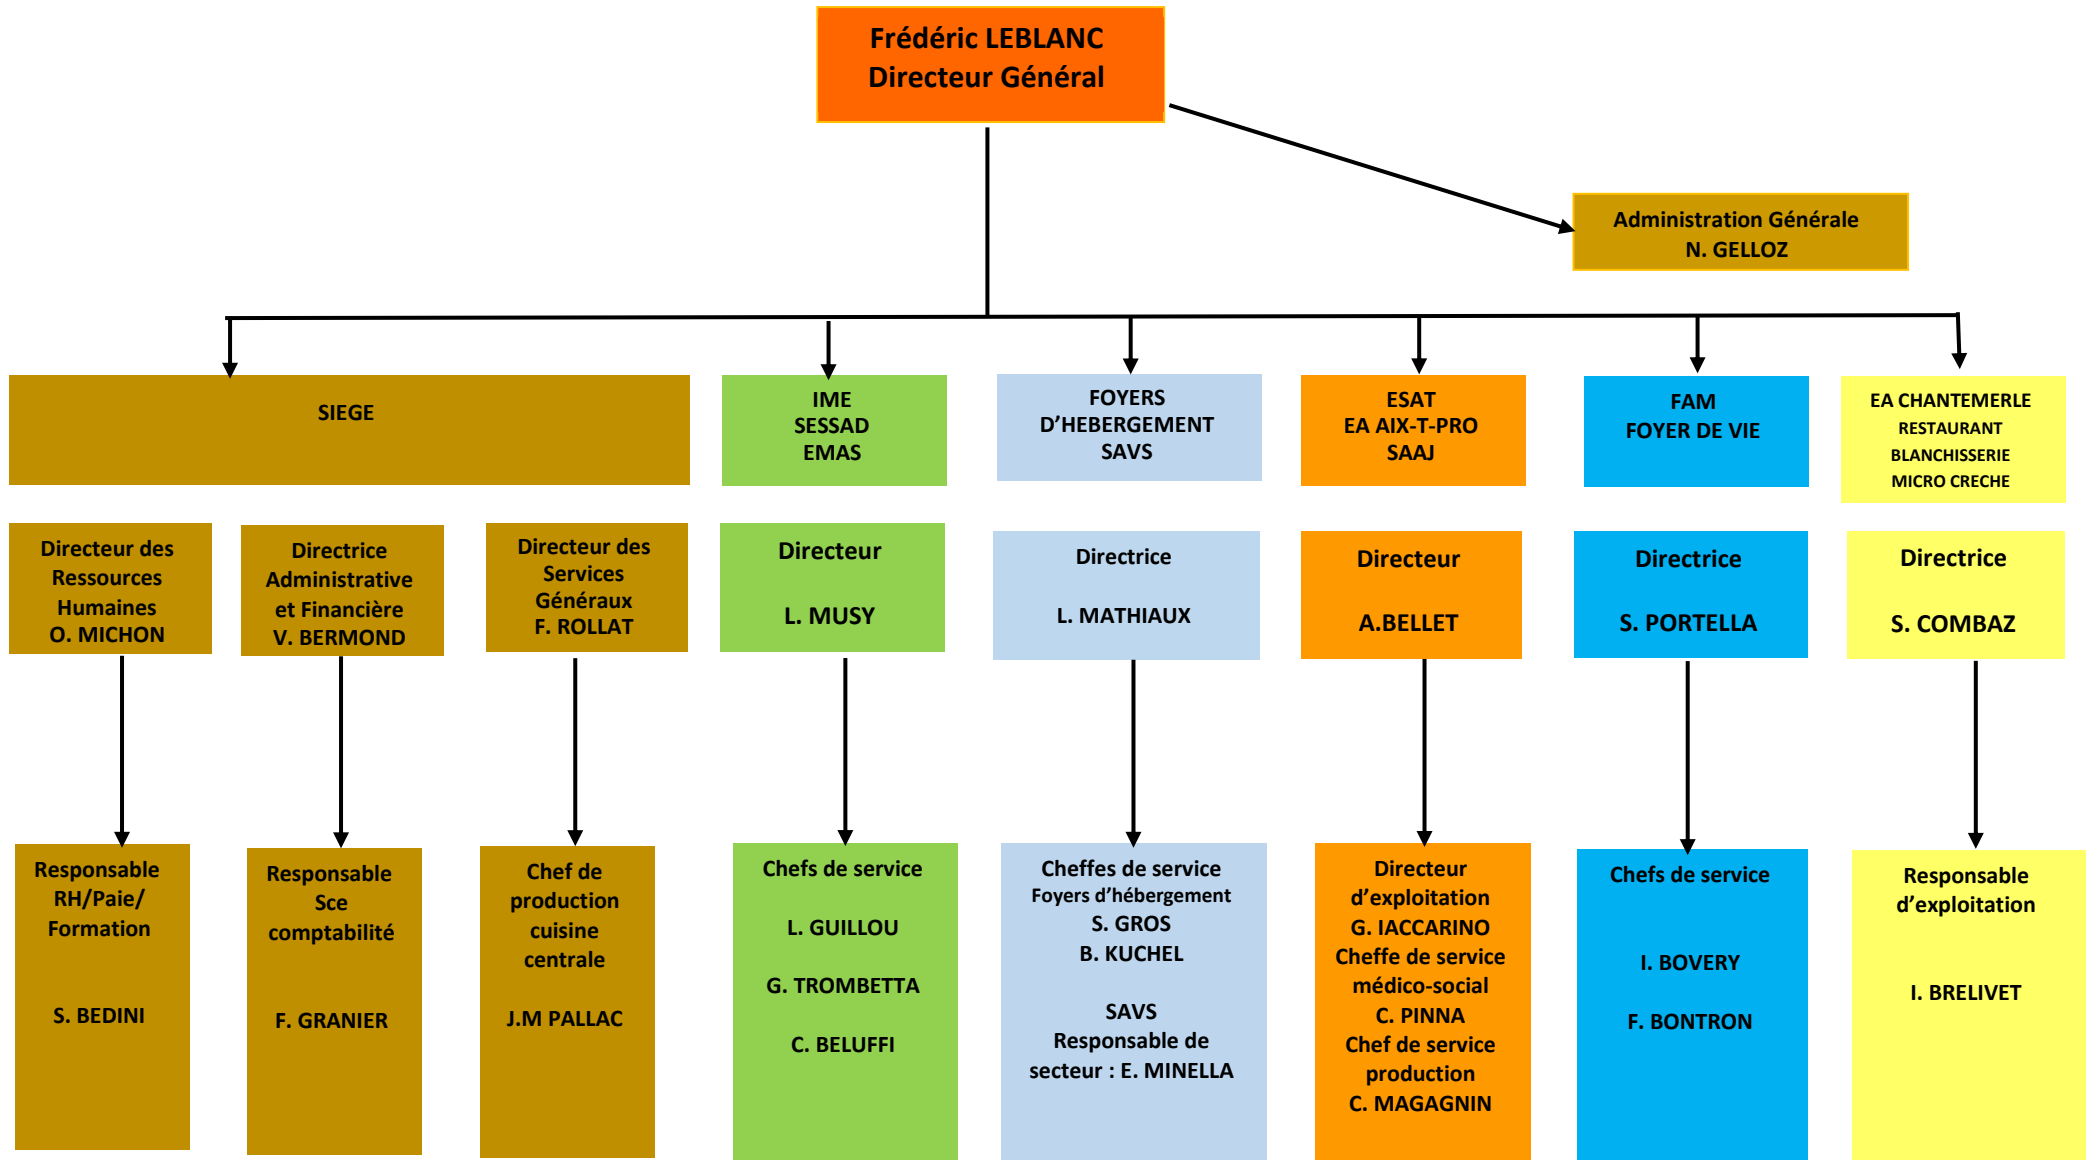 Frédéric LEBLANC
Directeur Général
Administration Générale
N. GELLOZ
SIEGE
IME
SESSAD
EMAS
FOYERS
D’HEBERGEMENT
SAVS
ESAT
EA AIX-T-PRO
SAAJ
FAM
FOYER DE VIE
EA CHANTEMERLE
RESTAURANT
BLANCHISSERIE
MICRO CRECHE
Directeur des
Ressources
Humaines
O. MICHON
Directrice
Administrative
et Financière
V. BERMOND
Directeur des
Services
Généraux
F. ROLLAT
Directeur
L. MUSY
Directrice
L. MATHIAUX
Directeur
A.BELLET
Directrice
S. PORTELLA
Directrice
S. COMBAZ
Responsable
RH/Paie/
Formation
S. BEDINI
Responsable
Sce
comptabilité
F. GRANIER
Chef de
production
cuisine
centrale
J.M PALLAC
Chefs de service
L. GUILLOU
G. TROMBETTA
C. BELUFFI
Cheffes de service
Foyers d’hébergement
S. GROS
B. KUCHEL
SAVS
Responsable de
secteur : E. MINELLA
Directeur
d’exploitation
G. IACCARINO
Cheffe de service
médico-social
C. PINNA
Chef de service
production
C. MAGAGNIN
Chefs de service
I. BOVERY
F. BONTRON
Responsable
d’exploitation
I. BRELIVET